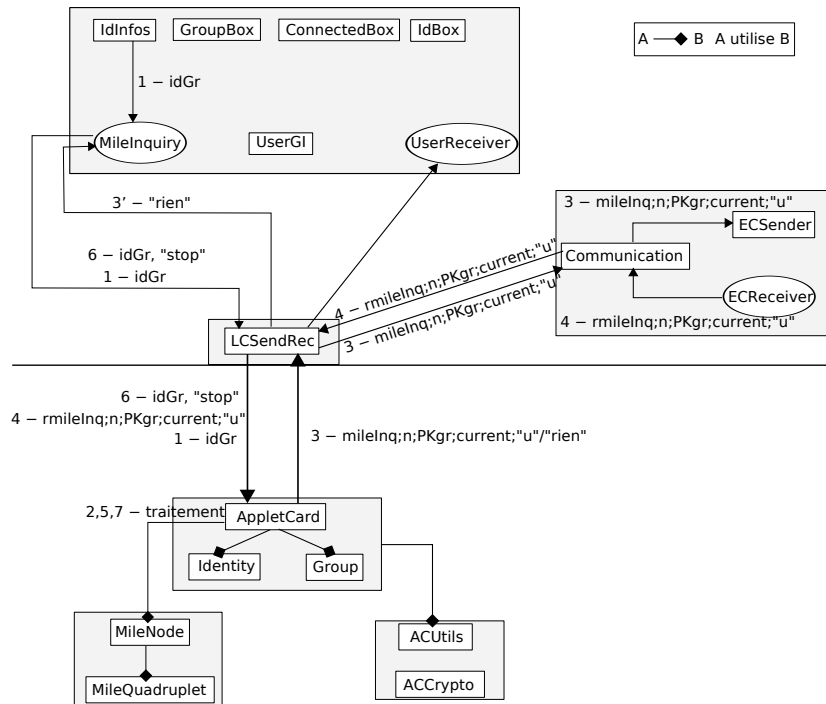 IdInfos GroupBox ConnectedBox IdBox
A B A utilise B
1 − idGr
MileInquiry UserGI UserReceiver
3’ − "rien"
3 − mileInq;n;PKgr;current;"u"
ECSender
6 − idGr, "stop"
1 − idGr
Communication
4 − rmileInq;n;PKgr;current;"u"
3 − mileInq;n;PKgr;current;"u"
ECReceiver
4 − rmileInq;n;PKgr;current;"u"
LCSendRec
6 − idGr, "stop"
4 − rmileInq;n;PKgr;current;"u"
1 − idGr
3 − mileInq;n;PKgr;current;"u"/"rien"
2,5,7 − traitement
AppletCard
Identity Group
MileNode
ACUtils
MileQuadruplet
ACCrypto